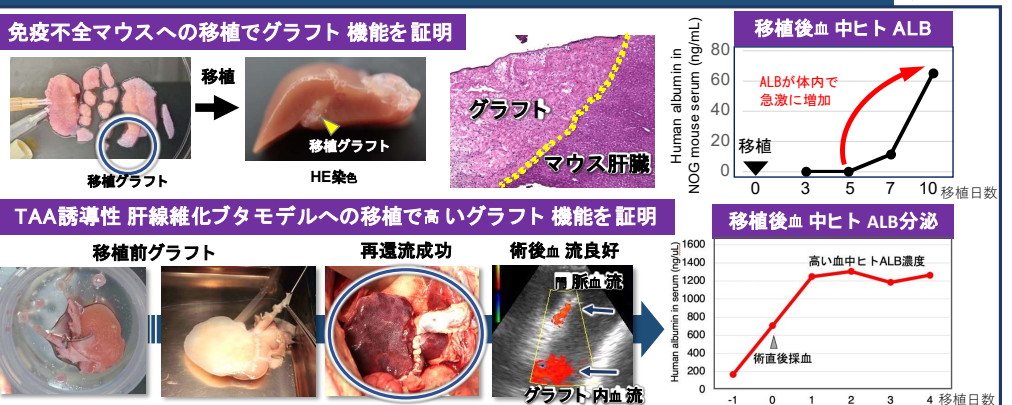 免疫不全マウスへの移植でグラフト 機能を証明
移植
移植グラフト
移植グラフト
HE染色
グラフト
マウス肝臓
移植後血 中ヒト ALB
Human albumin in
NOG mouse serum (ng/mL)
80
60
40
20
0
ALBが体内で
急激に増加
移植
0
3
5
7
10
移植日数
TAA誘導性 肝線維化ブタモデルへの移植で高いグラフト 機能を証明
移植前グラフト
再還流成功
術後血 流良好
門 脈血 流
グラフト 内血 流
移植後血 中ヒト ALB分泌
Human albumin in serum (ng/uL)
1600
1400
1200
1000
800
600
400
200
0
高い血中ヒトALB濃度
術直後採血
-1
0
1
2
3
4
移植日数